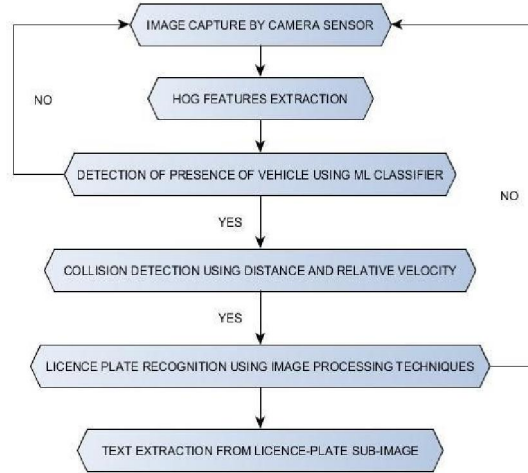 IMAGE CAPTURE BY CAMERA SENSOR
NO
HOG FEATURES EXTRACTION
DETECTION OF PRESENCE OF VEHICLE USING ML CLASSIFIER
NO
YES
COLLISION DETECTION USING DISTANCE AND RELATIVE VELOCITY
YES
LICENCE PLATE RECOGNITION USING IMAGE PROCESSING TECHNIQUES
TEXT EXTRACTION FROM LICENCE-PLATE SUB-IMAGE